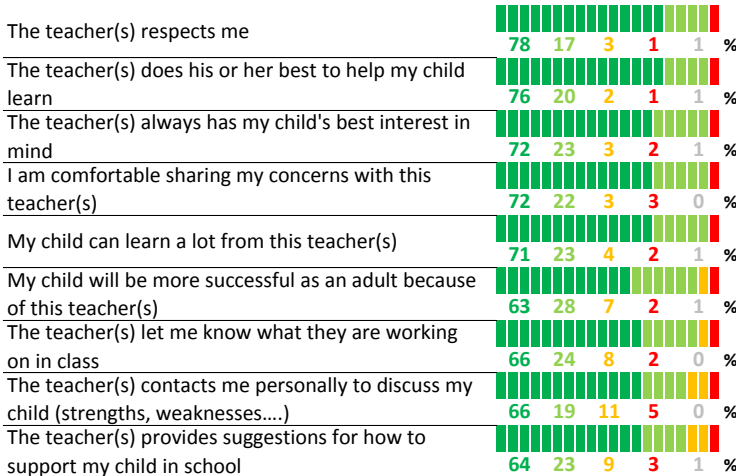 The teacher(s) respects me
78 17 3 1 1 %
The teacher(s) does his or her best to help my child
learn
76 20 2 1 1 %
The teacher(s) always has my child's best interest in
mind
72 23 3 2 1 %
I am comfortable sharing my concerns with this
teacher(s)
72 22 3 3 0 %
My child can learn a lot from this teacher(s)
71 23 4 2 1 %
My child will be more successful as an adult because
of this teacher(s)
63 28 7 2 1 %
The teacher(s) let me know what they are working
on in class
66 24 8 2 0 %
The teacher(s) contacts me personally to discuss my
child (strengths, weaknesses....)
66 19 11 5 0 %
The teacher(s) provides suggestions for how to
support my child in school
64 23 9 3 1 %